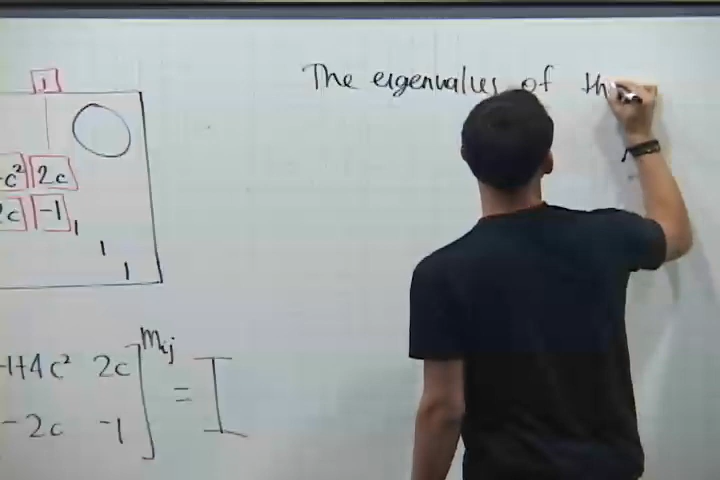 The eigenvalues of th
1
-c² 2c
2c -1
1
1
1
-1+4c² 2c
-2c -1
mij
= I